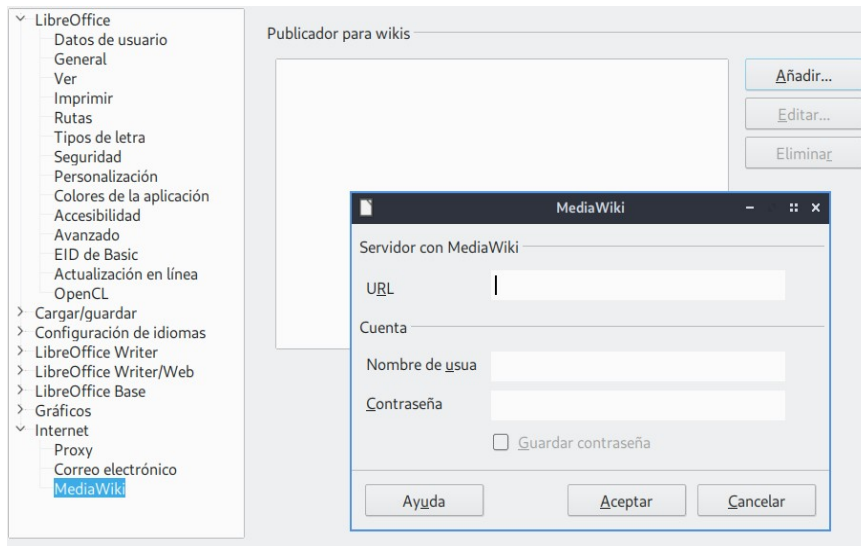 LibreOffice
Datos de usuario
General
Ver
Imprimir
Rutas
Tipos de letra
Seguridad
Personalización
Colores de la aplicación
Accesibilidad
Avanzado
EID de Basic
Actualización en línea
OpenCL
Cargar/guardar
Configuración de idiomas
LibreOffice Writer
LibreOffice Writer/Web
LibreOffice Base
Gráficos
Internet
Proxy
Correo electrónico
MediaWiki
Publicador para wikis
Añadir...
Editar...
Eliminar
MediaWiki
Servidor con MediaWiki
URL
Cuenta
Nombre de usua
Contraseña
Guardar contraseña
Ayuda
Aceptar
Cancelar